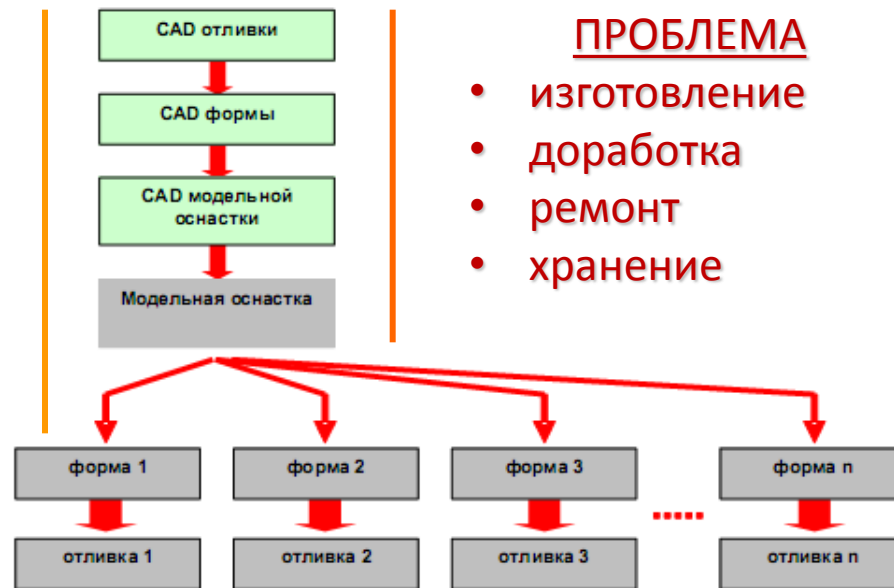 CAD отливки
CAD формы
CAD модельной
оснастки
Модельная оснастка
ПРОБЛЕМА
• изготовление
• доработка
• ремонт
• хранение
форма 1
форма 2
форма 3
форма n
отливка 1
отливка 2
отливка 3
отливка n